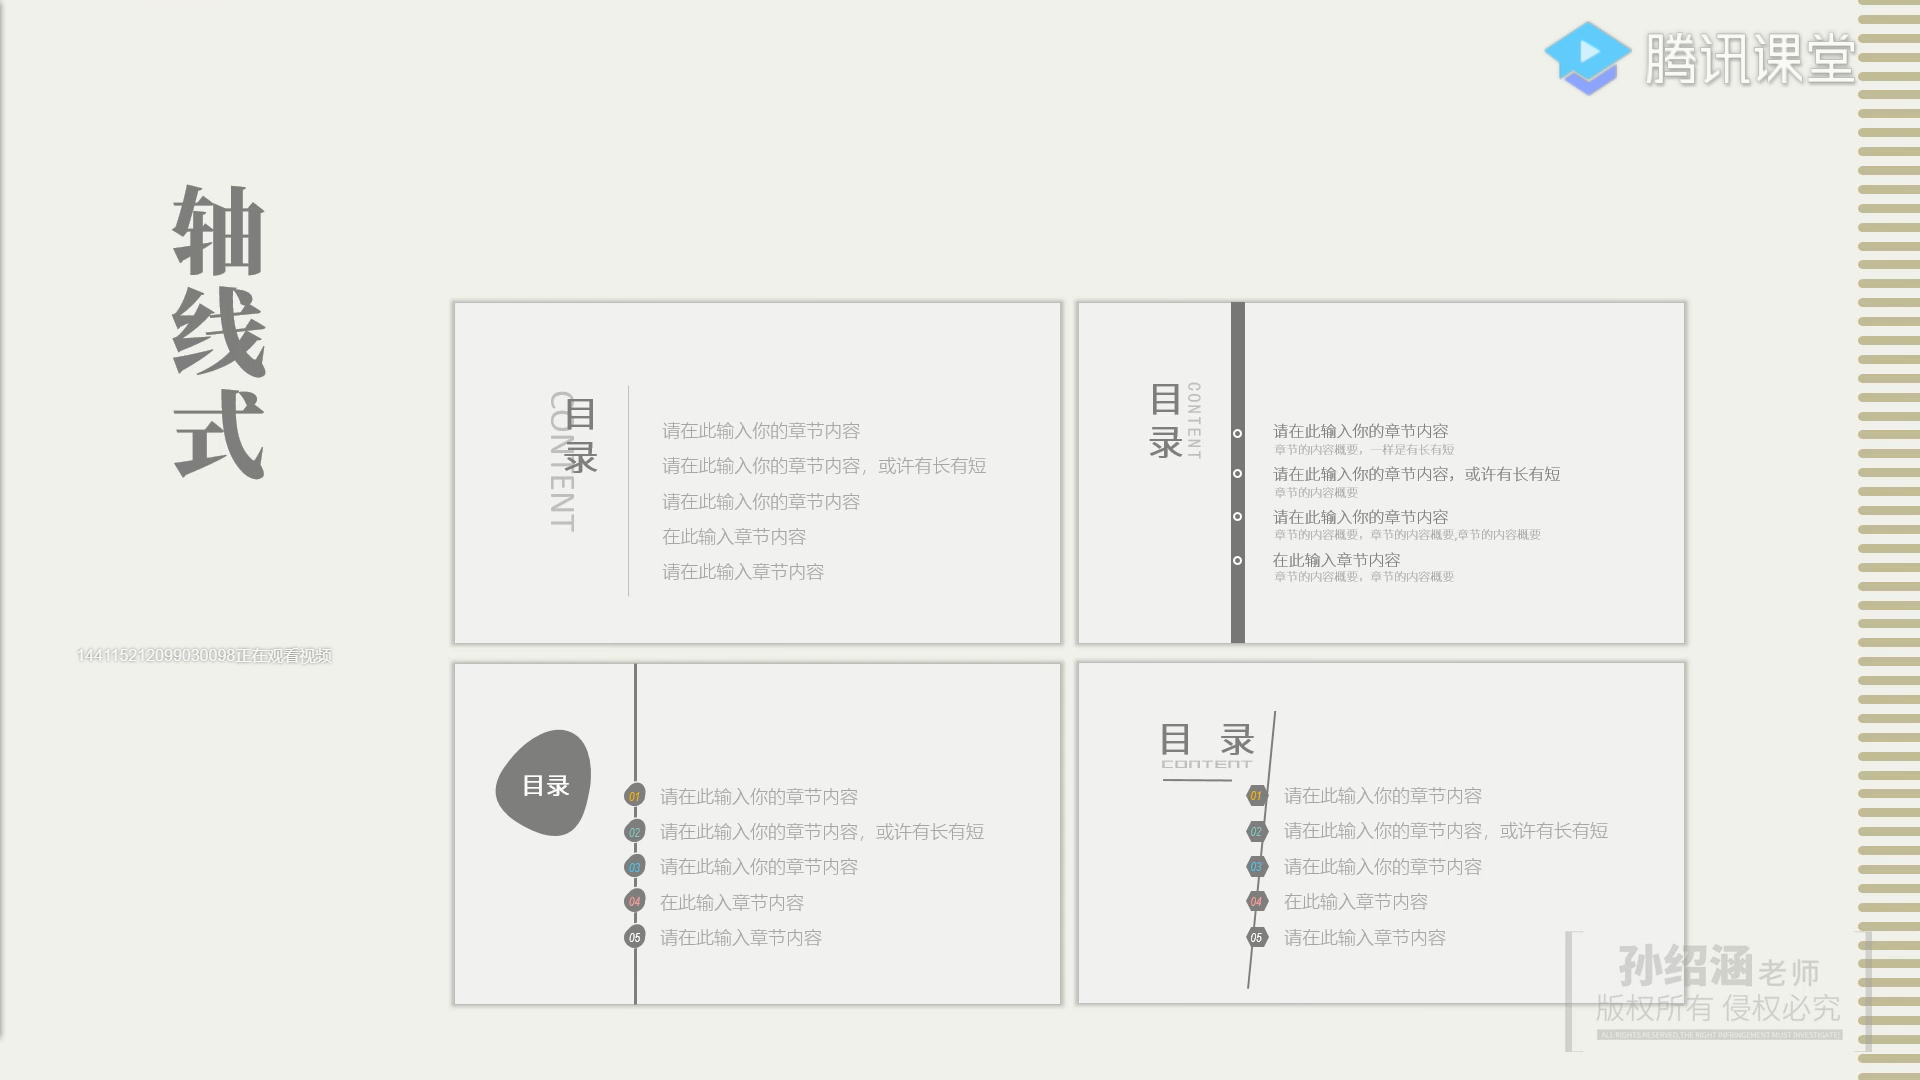 腾讯课堂
轴线式
CONTENT
目录
请在此输入你的章节内容
请在此输入你的章节内容，或许有长有短
请在此输入你的章节内容
在此输入章节内容
请在此输入章节内容
目录
CONTENT
请在此输入你的章节内容
章节的内容概要，一样是有长有短
请在此输入你的章节内容，或许有长有短
章节的内容概要
请在此输入你的章节内容
章节的内容概要，章节的内容概要,章节的内容概要
在此输入章节内容
章节的内容概要，章节的内容概要
144115212099030098正在观看视频
目录
01 请在此输入你的章节内容
02 请在此输入你的章节内容，或许有长有短
03 请在此输入你的章节内容
04 在此输入章节内容
05 请在此输入章节内容
目 录
CONTENT
01 请在此输入你的章节内容
02 请在此输入你的章节内容，或许有长有短
03 请在此输入你的章节内容
04 在此输入章节内容
05 请在此输入章节内容
孙绍涵老师
版权所有 侵权必究
ALL RIGHTS RESERVED,THE RIGHT INFRINGEMENT MUST INVESTIGATE!